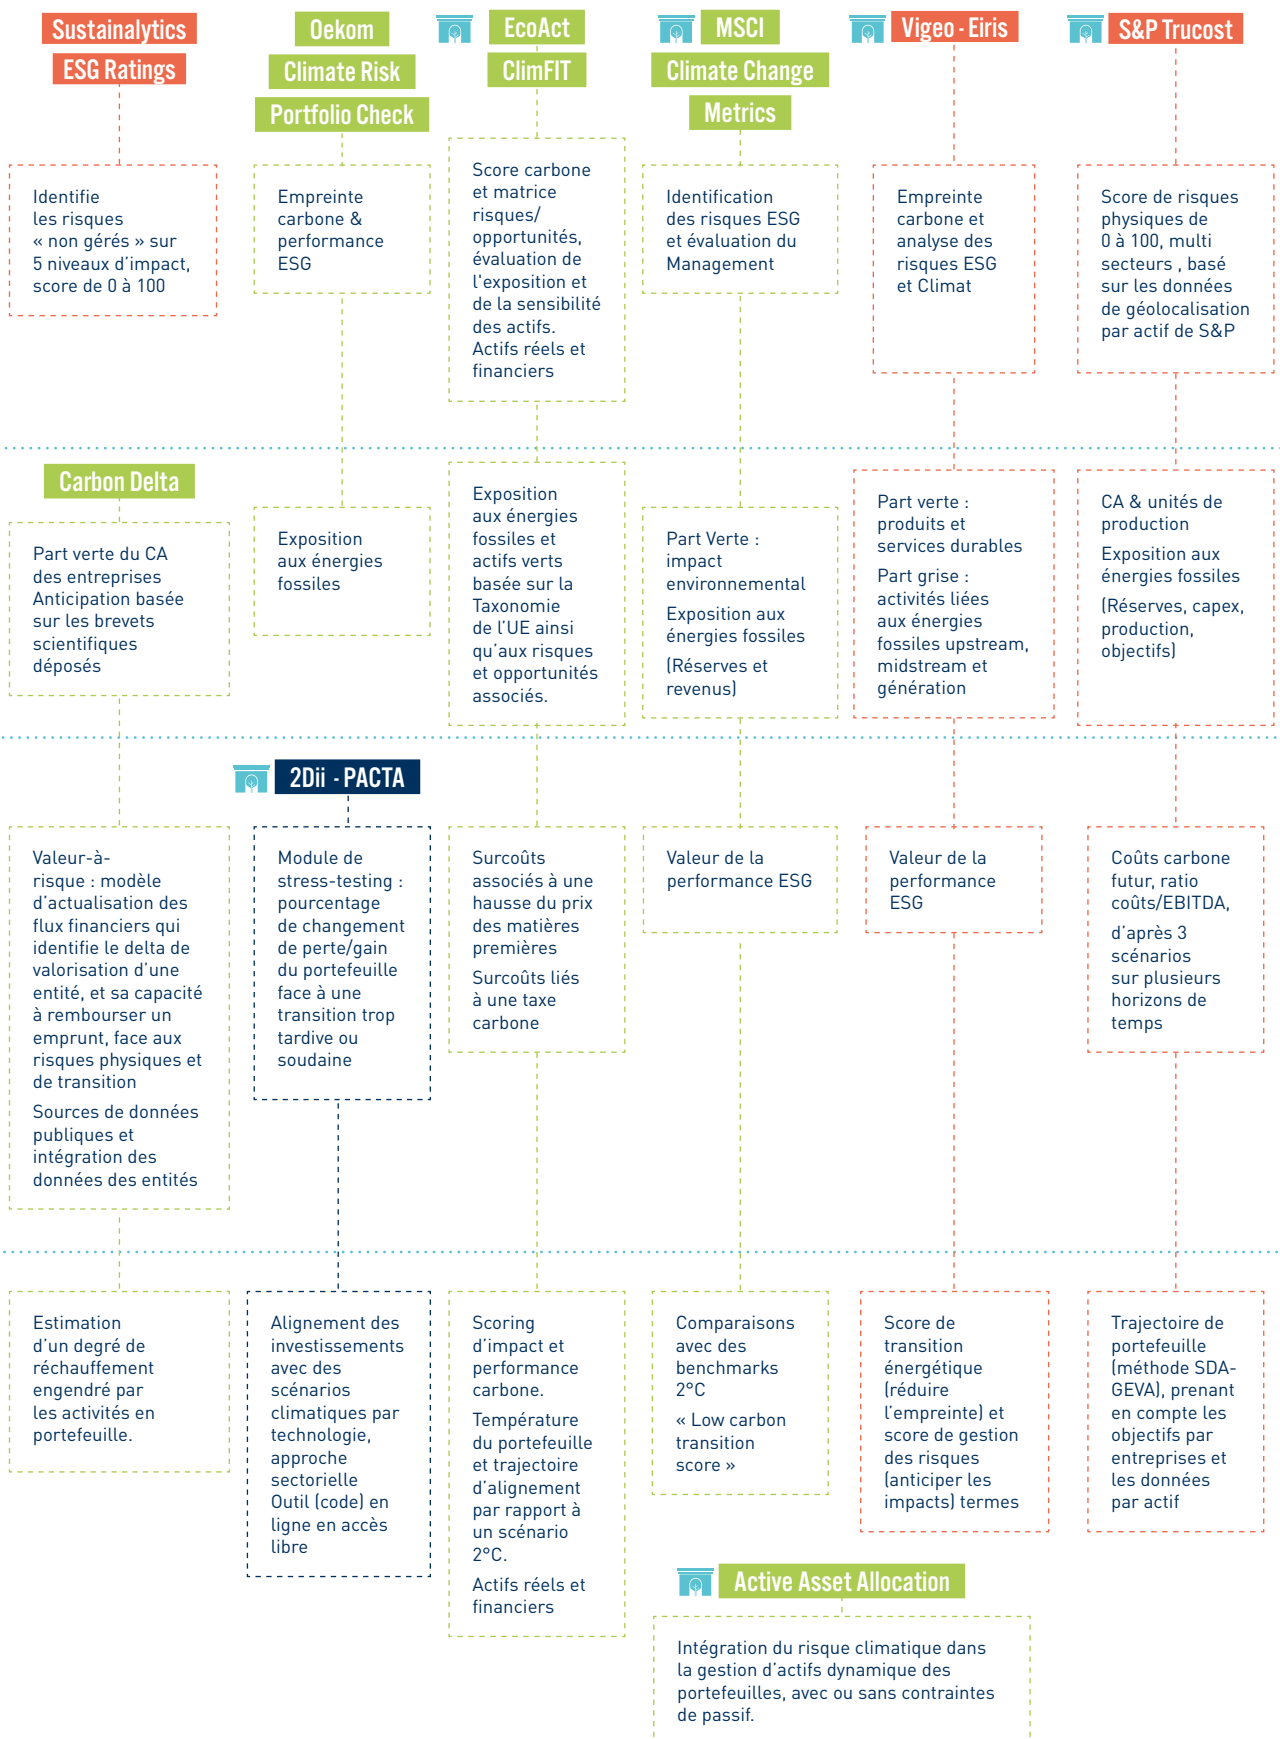 Sustainalytics
ESG Ratings
Identifie
les risques
« non gérés » sur
5 niveaux d'impact,
score de 0 à 100
Oekom
Climate Risk
Portfolio Check
Empreinte
carbone &
performance
ESG
EcoAct
ClimFIT
Score carbone
et matrice
risques/
opportunités,
évaluation de
l'exposition et
de la sensibilité
des actifs.
Actifs réels et
financiers
MSCI
Climate Change
Metrics
Identification
des risques ESG
et évaluation du
Management
Vigeo - Eiris
Empreinte
carbone et
analyse des
risques ESG
et Climat
S&P Trucost
Score de risques
physiques de
0 à 100, multi
secteurs , basé
sur les données
de géolocalisation
par actif de S&P
Carbon Delta
Part verte du CA
des entreprises
Anticipation basée
sur les brevets
scientifiques
déposés
Exposition
aux énergies
fossiles
Exposition
aux énergies
fossiles et
actifs verts
basée sur la
Taxonomie
de l'UE ainsi
qu'aux risques
et opportunités
associés.
Part Verte :
impact
environnemental
Exposition aux
énergies fossiles
(Réserves et
revenus)
Part verte :
produits et
services durables
Part grise :
activités liées
aux énergies
fossiles upstream,
midstream et
génération
CA & unités de
production
Exposition aux
énergies fossiles
(Réserves, capex,
production,
objectifs)
Valeur-à-
risque : modèle
d'actualisation des
flux financiers qui
identifie le delta de
valorisation d'une
entité, et sa capacité
à rembourser un
emprunt, face aux
risques physiques et
de transition
Sources de données
publiques et
intégration des
données des entités
2Dii - PACTA
Module de
stress-testing :
pourcentage
de changement
de perte/gain
du portefeuille
face à une
transition trop
tardive ou
soudaine
Surcoûts
associés à une
hausse du prix
des matières
premières
Surcoûts liés
à une taxe
carbone
Valeur de la
performance ESG
Valeur de la
performance
ESG
Coûts carbone
futur, ratio
coûts/EBITDA,
d'après 3
scénarios
sur plusieurs
horizons de
temps
Estimation
d'un degré de
réchauffement
engendré par
les activités en
portefeuille.
Alignement des
investissements
avec des
scénarios
climatiques par
technologie,
approche
sectorielle
Outil (code) en
ligne en accès
libre
Scoring
d'impact et
performance
carbone.
Température
du portefeuille
et trajectoire
d'alignement
par rapport à
un scénario
2°C.
Actifs réels et
financiers
Comparaisons
avec des
benchmarks
2°C
« Low carbon
transition
score »
Score de
transition
énergétique
(réduire
l'empreinte) et
score de gestion
des risques
(anticiper les
impacts) termes
Trajectoire de
portefeuille
(méthode SDA-
GEVA), prenant
en compte les
objectifs par
entreprises et
les données
par actif
Active Asset Allocation
Intégration du risque climatique dans
la gestion d'actifs dynamique des
portefeuilles, avec ou sans contraintes
de passif.